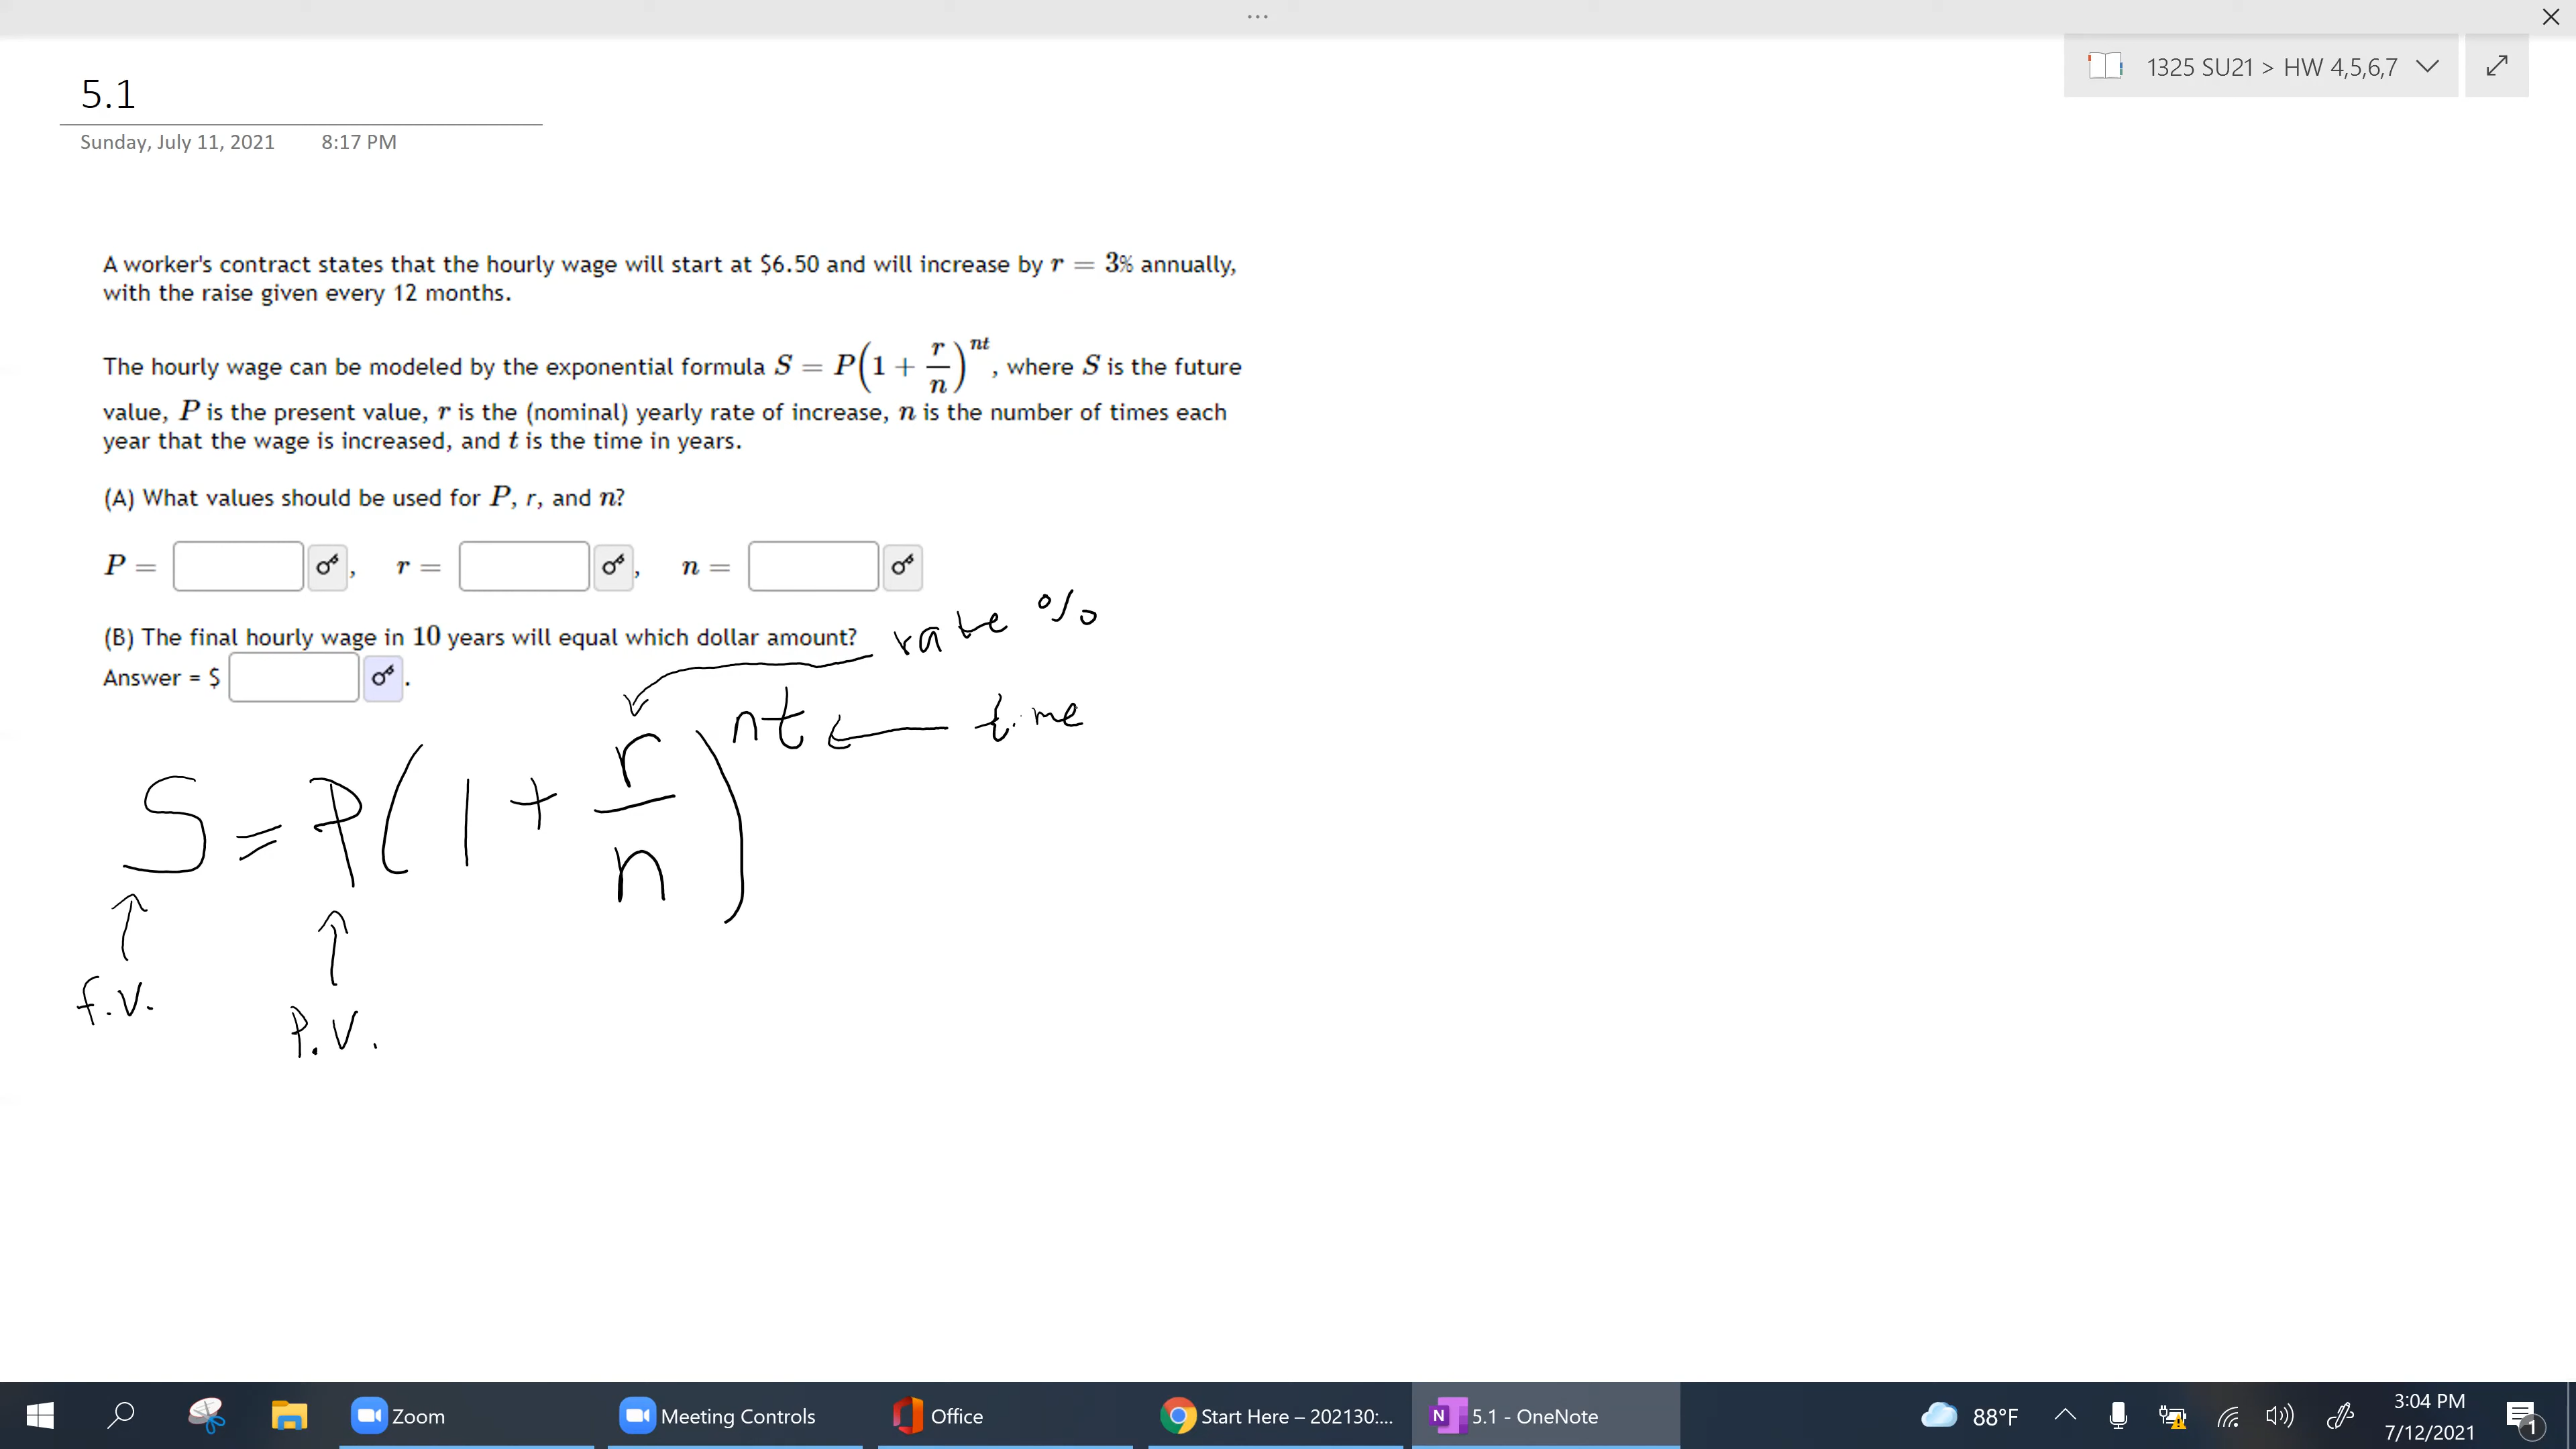 ...
1325 SU21 > HW 4,5,6,7
5.1
Sunday, July 11, 2021 8:17 PM
A worker's contract states that the hourly wage will start at $6.50 and will increase by r = 3% annually,
with the raise given every 12 months.
The hourly wage can be modeled by the exponential formula S = P(1 + r/n)^nt, where S is the future
value, P is the present value, r is the (nominal) yearly rate of increase, n is the number of times each
year that the wage is increased, and t is the time in years.
(A) What values should be used for P, r, and n?
P = , r = , n =
(B) The final hourly wage in 10 years will equal which dollar amount?
Answer = $ .
rate %
time
S = P(1 + r/n)^nt
f.v.
P.V.
Zoom
Meeting Controls
Office
Start Here – 202130:...
5.1 - OneNote
88°F
3:04 PM
7/12/2021
1